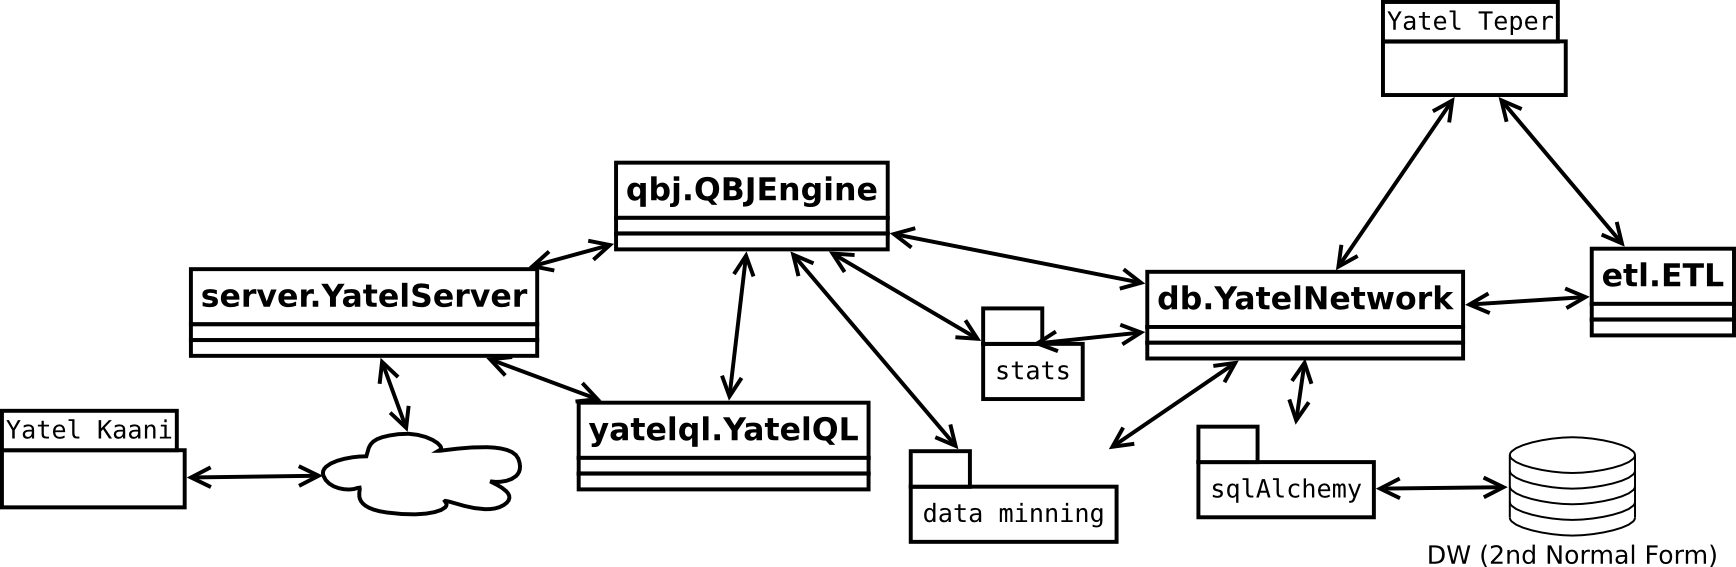 Yatel Teper
qbj.QBJEngine
etl.ETL
server.YatelServer
db.YatelNetwork
stats
Yatel Kaani
yatelql.YatelQL
sqlAlchemy
data minning
DW (2nd Normal Form)